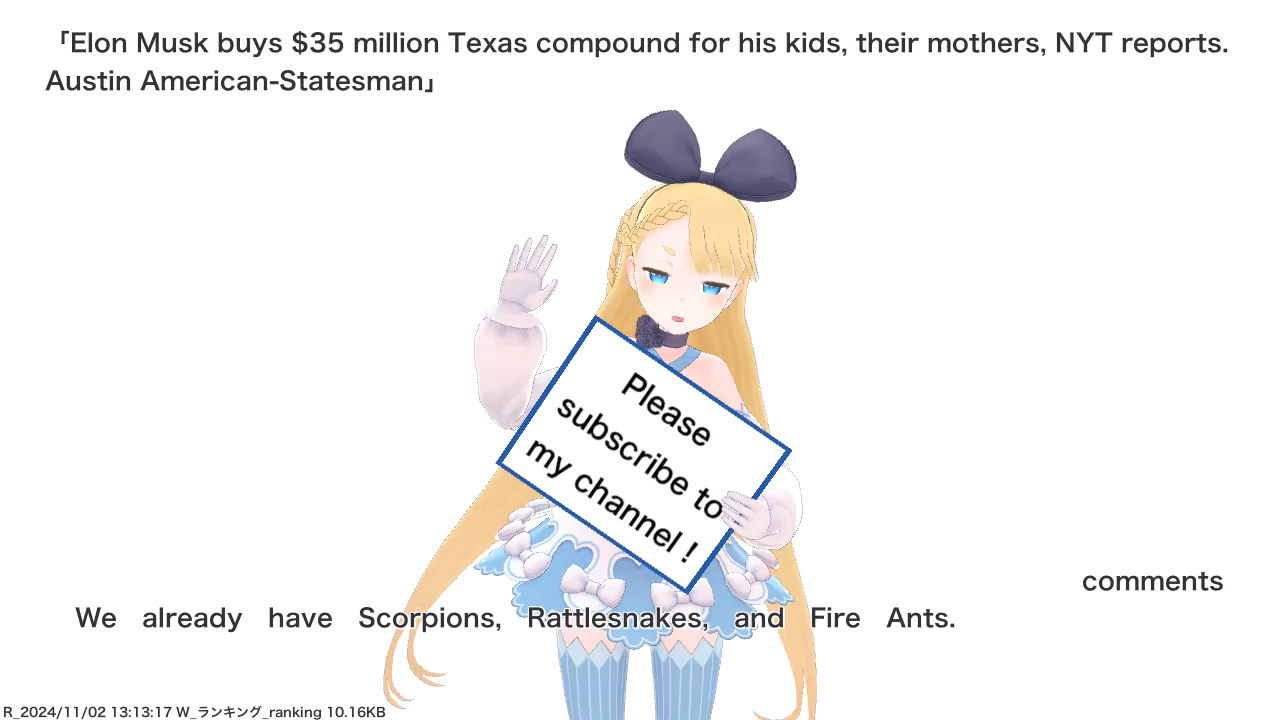 「Elon Musk buys $35 million Texas compound for his kids, their mothers, NYT reports.
Austin American-Statesman」
Please
subscribe to
my channel !
comments
We already have Scorpions, Rattlesnakes, and Fire Ants.
R_2024/11/02 13:13:17 W_ランキング_ranking 10.16KB